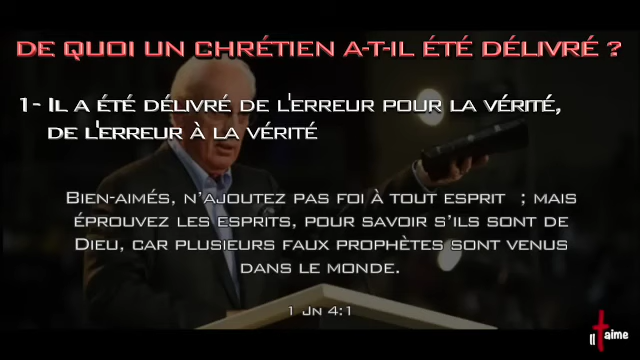 DE QUOI UN CHRÉTIEN A-T-IL ÉTÉ DÉLIVRÉ ?
1- IL A ÉTÉ DÉLIVRÉ DE L'ERREUR POUR LA VÉRITÉ,
DE L'ERREUR À LA VÉRITÉ
BIEN-AIMÉS, N'AJOUTEZ PAS FOI À TOUT ESPRIT ; MAIS
ÉPROUVEZ LES ESPRITS, POUR SAVOIR S'ILS SONT DE
DIEU, CAR PLUSIEURS FAUX PROPHÈTES SONT VENUS
DANS LE MONDE.
1 JN 4:1
Il taime